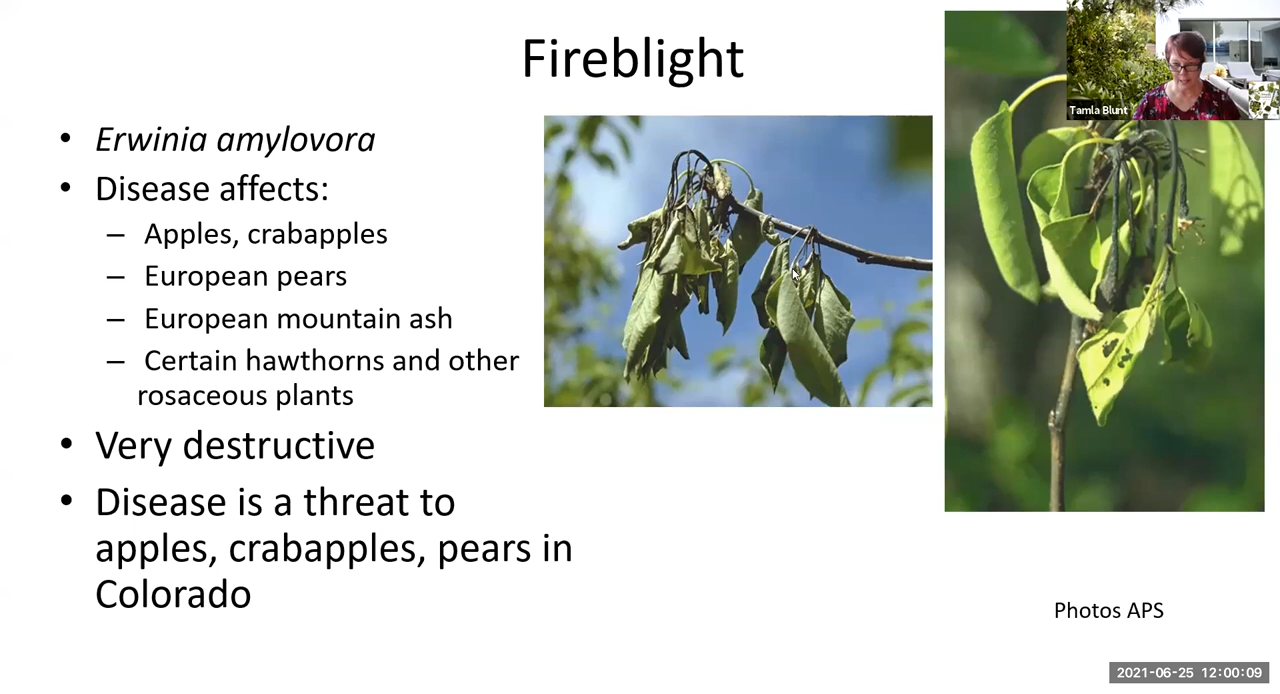 Fireblight
• Erwinia amylovora
• Disease affects:
– Apples, crabapples
– European pears
– European mountain ash
– Certain hawthorns and other
rosaceous plants
• Very destructive
• Disease is a threat to
apples, crabapples, pears in
Colorado
Tamla Blunt
Photos APS
2021-06-25 12:00:09